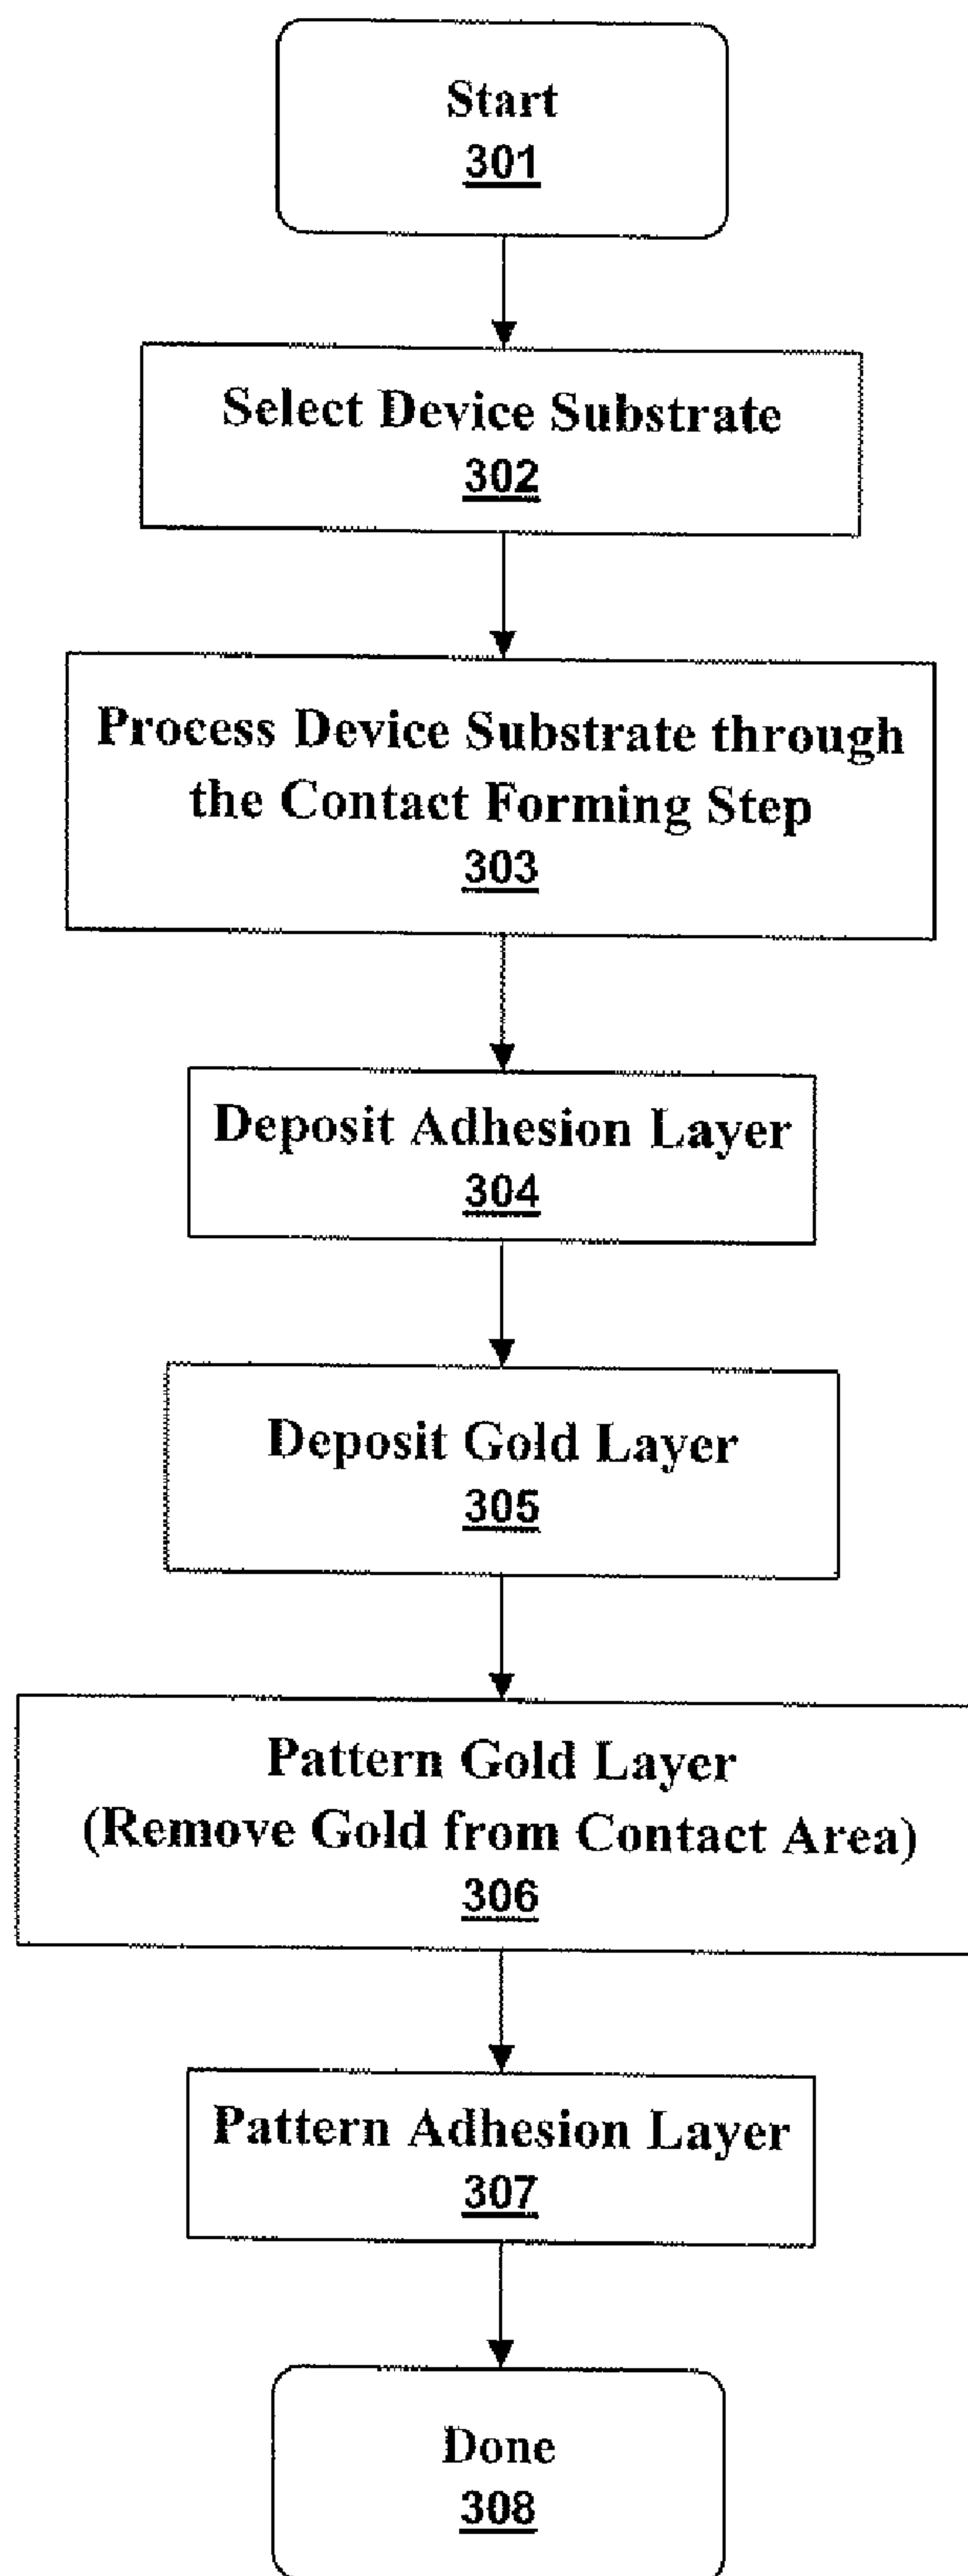 Start
301
Select Device Substrate
302
Process Device Substrate through
the Contact Forming Step
303
Deposit Adhesion Layer
304
Deposit Gold Layer
305
Pattern Gold Layer
(Remove Gold from Contact Area)
306
Pattern Adhesion Layer
307
Done
308